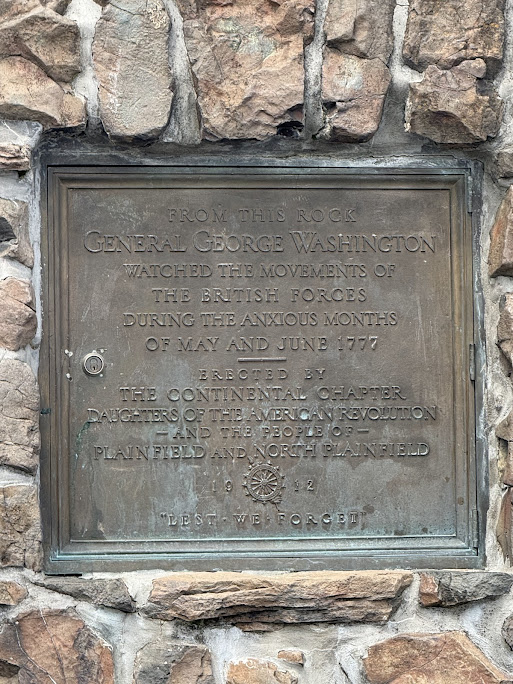 FROM THIS ROCK
GENERAL GEORGE WASHINGTON
WATCHED THE MOVEMENTS OF
THE BRITISH FORCES
DURING THE ANXIOUS MONTHS
OF MAY AND JUNE 1777
ERECTED BY
THE CONTINENTAL CHAPTER
DAUGHTERS OF THE AMERICAN REVOLUTION
— AND THE PEOPLE OF —
PLAINFIELD AND NORTH PLAINFIELD
19 12
"LEST · WE · FORGET"